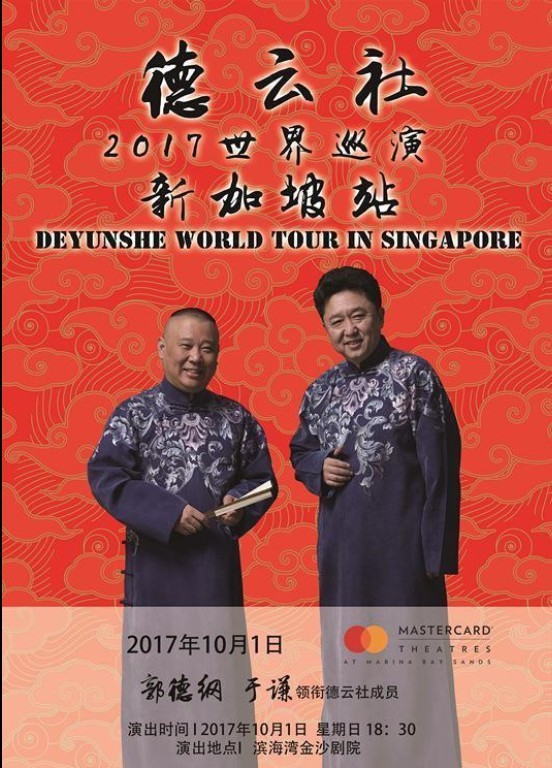 德云社
2017世界巡演
新加坡站
DEYUNSHE WORLD TOUR IN SINGAPORE
2017年10月1日
MASTERCARD
THEATRES
AT MARINA BAY SANDS
郭德纲 于谦领衔德云社成员
演出时间 I 2017年10月1日 星期日 18：30
演出地点I 滨海湾金沙剧院